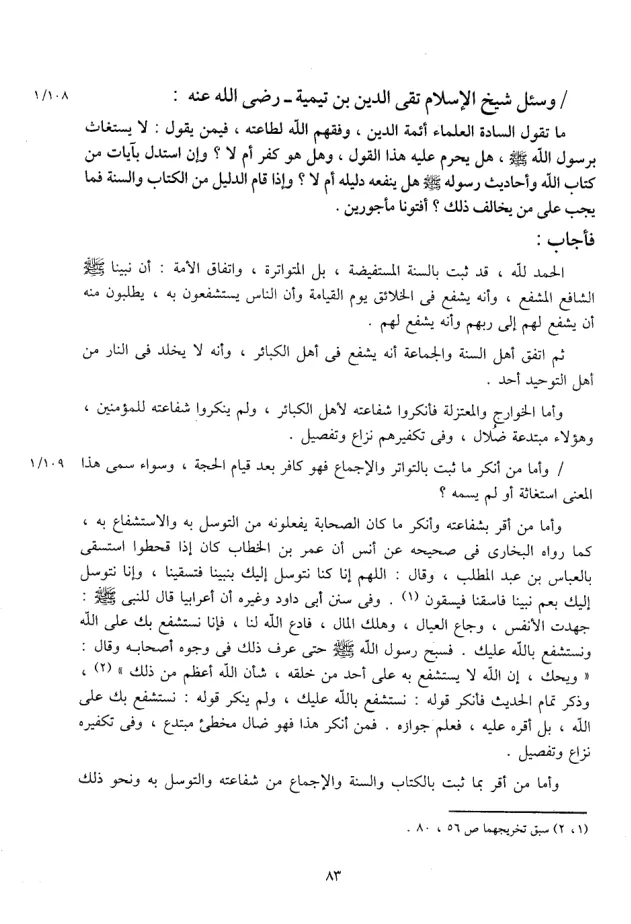 / وسئل شيخ الإسلام تقى الدين بن تيمية ـ رضى الله عنه : ١/١٠٨
ما تقول السادة العلماء أئمة الدين ، وفقهم الله لطاعته ، فيمن يقول : لا يستغاث
برسول الله ﷺ ، هل يحرم عليه هذا القول ، وهل هو كفر أم لا ؟ وإن استدل بآيات من
كتاب الله وأحاديث رسوله ﷺ هل ينفعه دليله أم لا ؟ وإذا قام الدليل من الكتاب والسنة فما
يجب على من يخالف ذلك ؟ أفتونا مأجورين .
فأجاب :
الحمد لله ، قد ثبت بالسنة المستفيضة ، بل المتواترة ، واتفاق الأمة : أن نبينا ﷺ
الشافع المشفع ، وأنه يشفع فى الخلائق يوم القيامة وأن الناس يستشفعون به ، يطلبون منه
أن يشفع لهم إلى ربهم وأنه يشفع لهم .
ثم اتفق أهل السنة والجماعة أنه يشفع فى أهل الكبائر ، وأنه لا يخلد فى النار من
أهل التوحيد أحد .
وأما الخوارج والمعتزلة فأنكروا شفاعته لأهل الكبائر ، ولم ينكروا شفاعته للمؤمنين ،
وهؤلاء مبتدعة ضُلال ، وفى تكفيرهم نزاع وتفصيل .
/ وأما من أنكر ما ثبت بالتواتر والإجماع فهو كافر بعد قيام الحجة ، وسواء سمى هذا ١/١٠٩
المعنى استغاثة أو لم يسمه ؟
وأما من أقر بشفاعته وأنكر ما كان الصحابة يفعلونه من التوسل به والاستشفاع به ،
كما رواه البخارى فى صحيحه عن أنس أن عمر بن الخطاب كان إذا قحطوا استسقى
بالعباس بن عبد المطلب ، وقال : اللهم إنا كنا نتوسل إليك بنبينا فتسقينا ، وإنا نتوسل
إليك بعم نبينا فاسقنا فيسقون (١) . وفى سنن أبى داود وغيره أن أعرابيا قال للنبى ﷺ :
جهدت الأنفس ، وجاع العيال ، وهلك المال ، فادع الله لنا ، فإنا نستشفع بك على الله
ونستشفع بالله عليك . فسبح رسول الله ﷺ حتى عرف ذلك فى وجوه أصحابه وقال :
« ويحك ، إن الله لا يستشفع به على أحد من خلقه ، شأن الله أعظم من ذلك » (٢) ،
وذكر تمام الحديث فأنكر قوله : نستشفع بالله عليك ، ولم ينكر قوله : نستشفع بك على
الله ، بل أقره عليه ، فعلم جوازه . فمن أنكر هذا فهو ضال مخطئ مبتدع ، وفى تكفيره
نزاع وتفصيل .
وأما من أقر بما ثبت بالكتاب والسنة والإجماع من شفاعته والتوسل به ونحو ذلك
(١ ، ٢) سبق تخريجهما ص ٥٦ ، ٨٠ .
٨٣